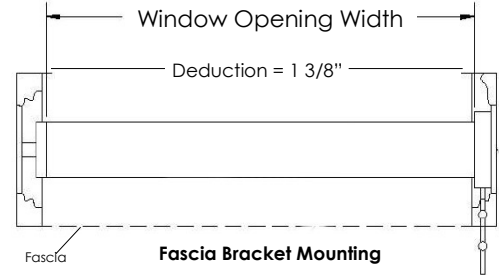 Window Opening Width
Deduction = 1 3/8”
Fascia
Fascia Bracket Mounting